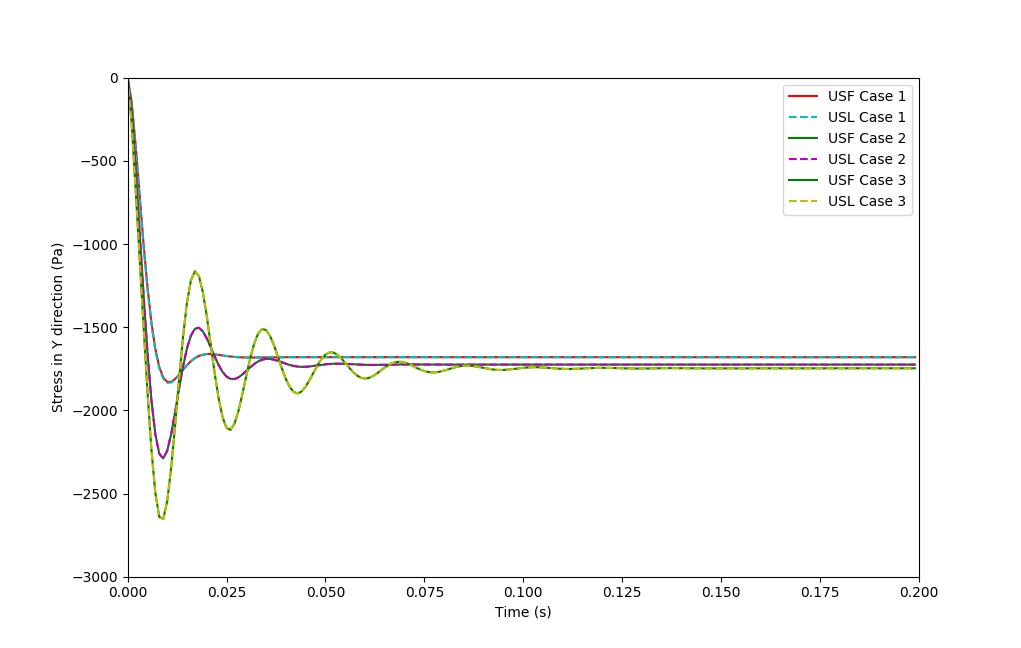 0
−500
−1000
−1500
−2000
−2500
−3000
Stress in Y direction (Pa)
USF Case 1
USL Case 1
USF Case 2
USL Case 2
USF Case 3
USL Case 3
0.000 0.025 0.050 0.075 0.100 0.125 0.150 0.175 0.200
Time (s)